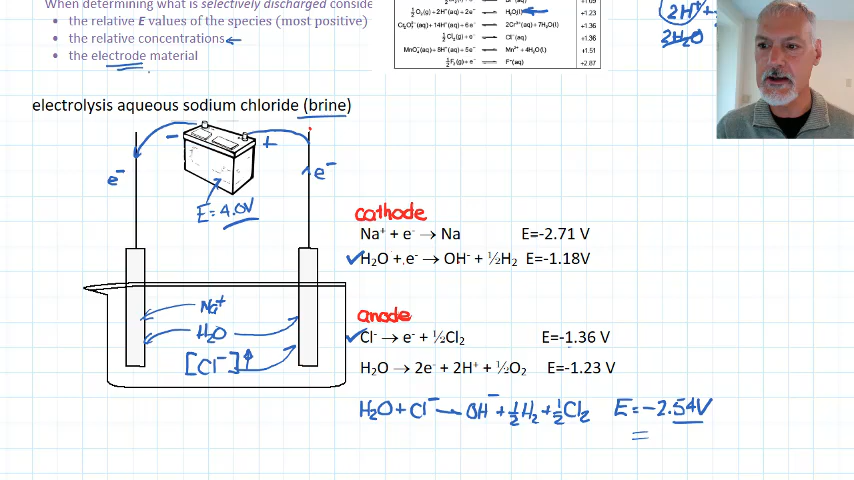 When determining what is selectively discharged conside
• the relative E values of the species (most positive)
• the relative concentrations
• the electrode material
½O₂(g)+2H⁺(aq)+2e⁻ H₂O(l) +1.23
Cr₂O₇²⁻(aq)+14H⁺(aq)+6e⁻ 2Cr³⁺(aq)+7H₂O(l) +1.36
½Cl₂(g)+e⁻ Cl⁻(aq) +1.36
MnO₄⁻(aq)+8H⁺(aq)+5e⁻ Mn²⁺+4H₂O(l) +1.51
½F₂(g)+e⁻ F⁻(aq) +2.87
2H⁺ +
2H₂O
electrolysis aqueous sodium chloride (brine)
− +
e⁻ e⁻
E=4.0V
cathode
Na⁺ + e⁻ → Na E=-2.71 V
✓H₂O + e⁻ → OH⁻ + ½H₂ E=-1.18V
Na⁺
H₂O
[Cl⁻]↑
anode
✓Cl⁻ → e⁻ + ½Cl₂ E=-1.36 V
H₂O → 2e⁻ + 2H⁺ + ½O₂ E=-1.23 V
H₂O + Cl⁻ → OH⁻ + ½H₂ + ½Cl₂ E = -2.54V